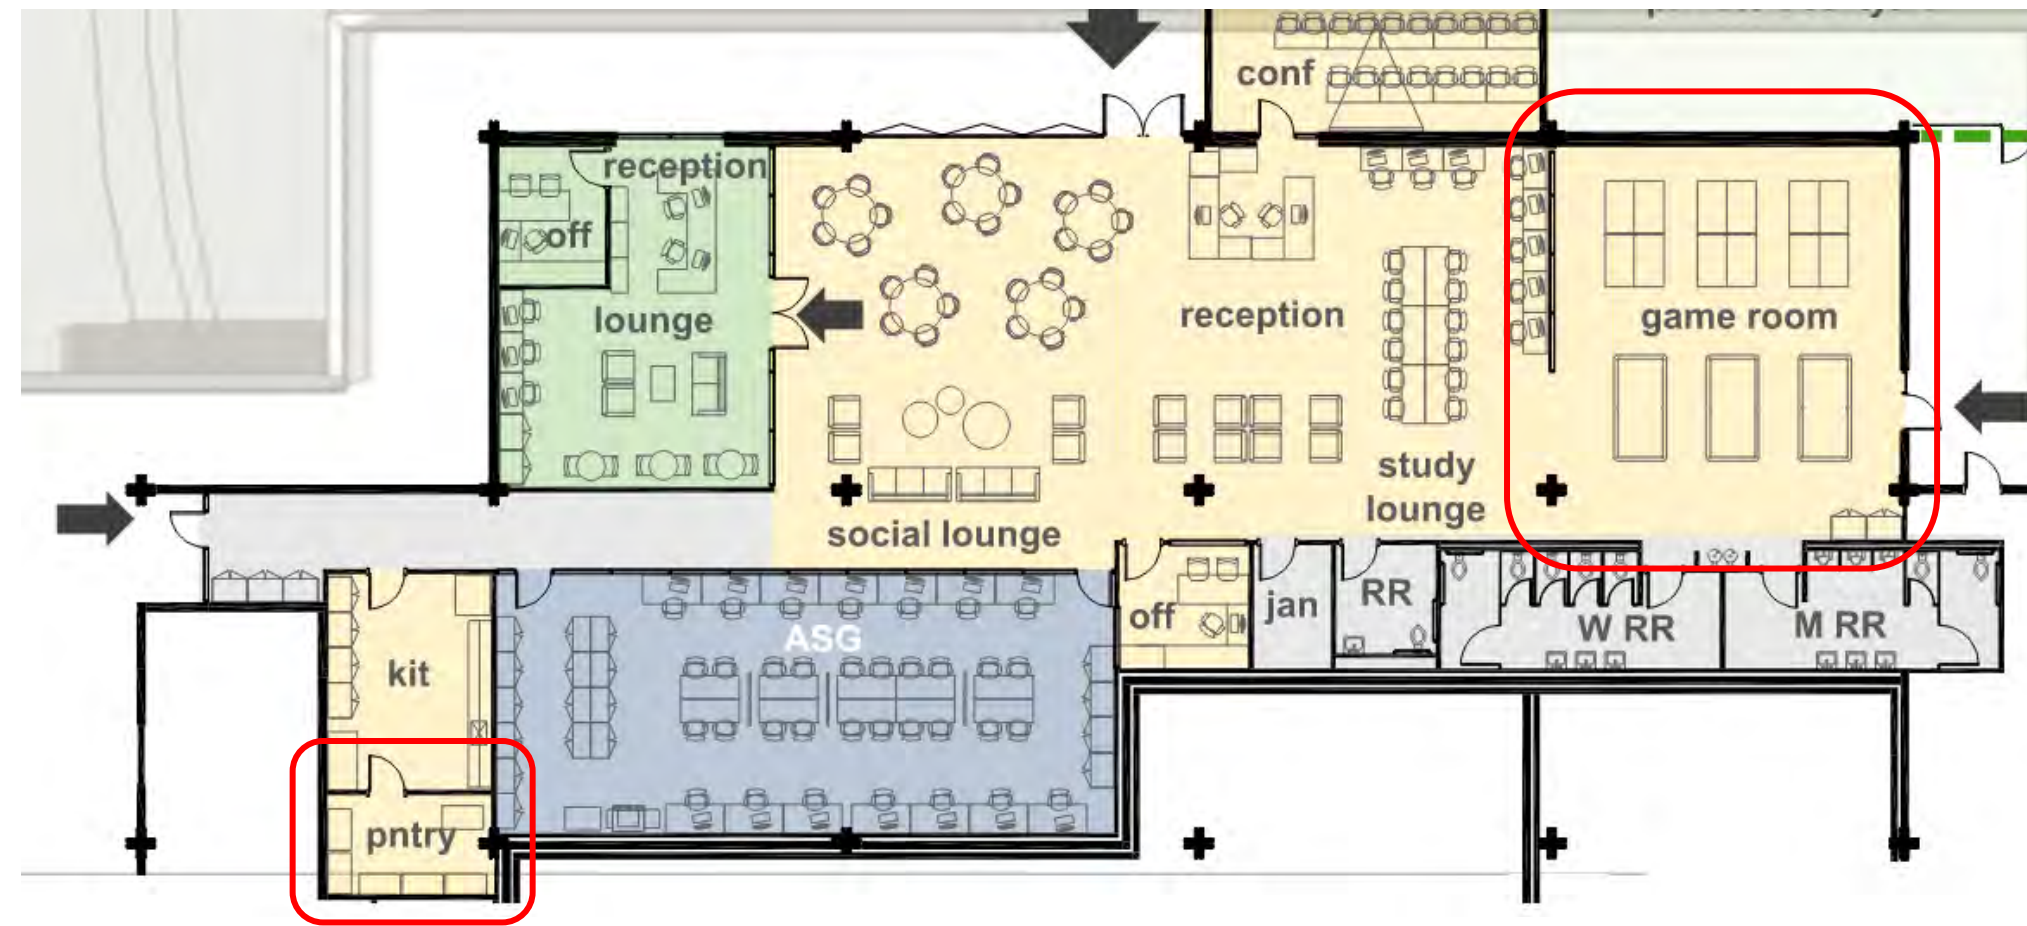 conf
reception
off
lounge
reception
game room
study
lounge
social lounge
off
jan
RR
W RR
M RR
ASG
kit
pntry